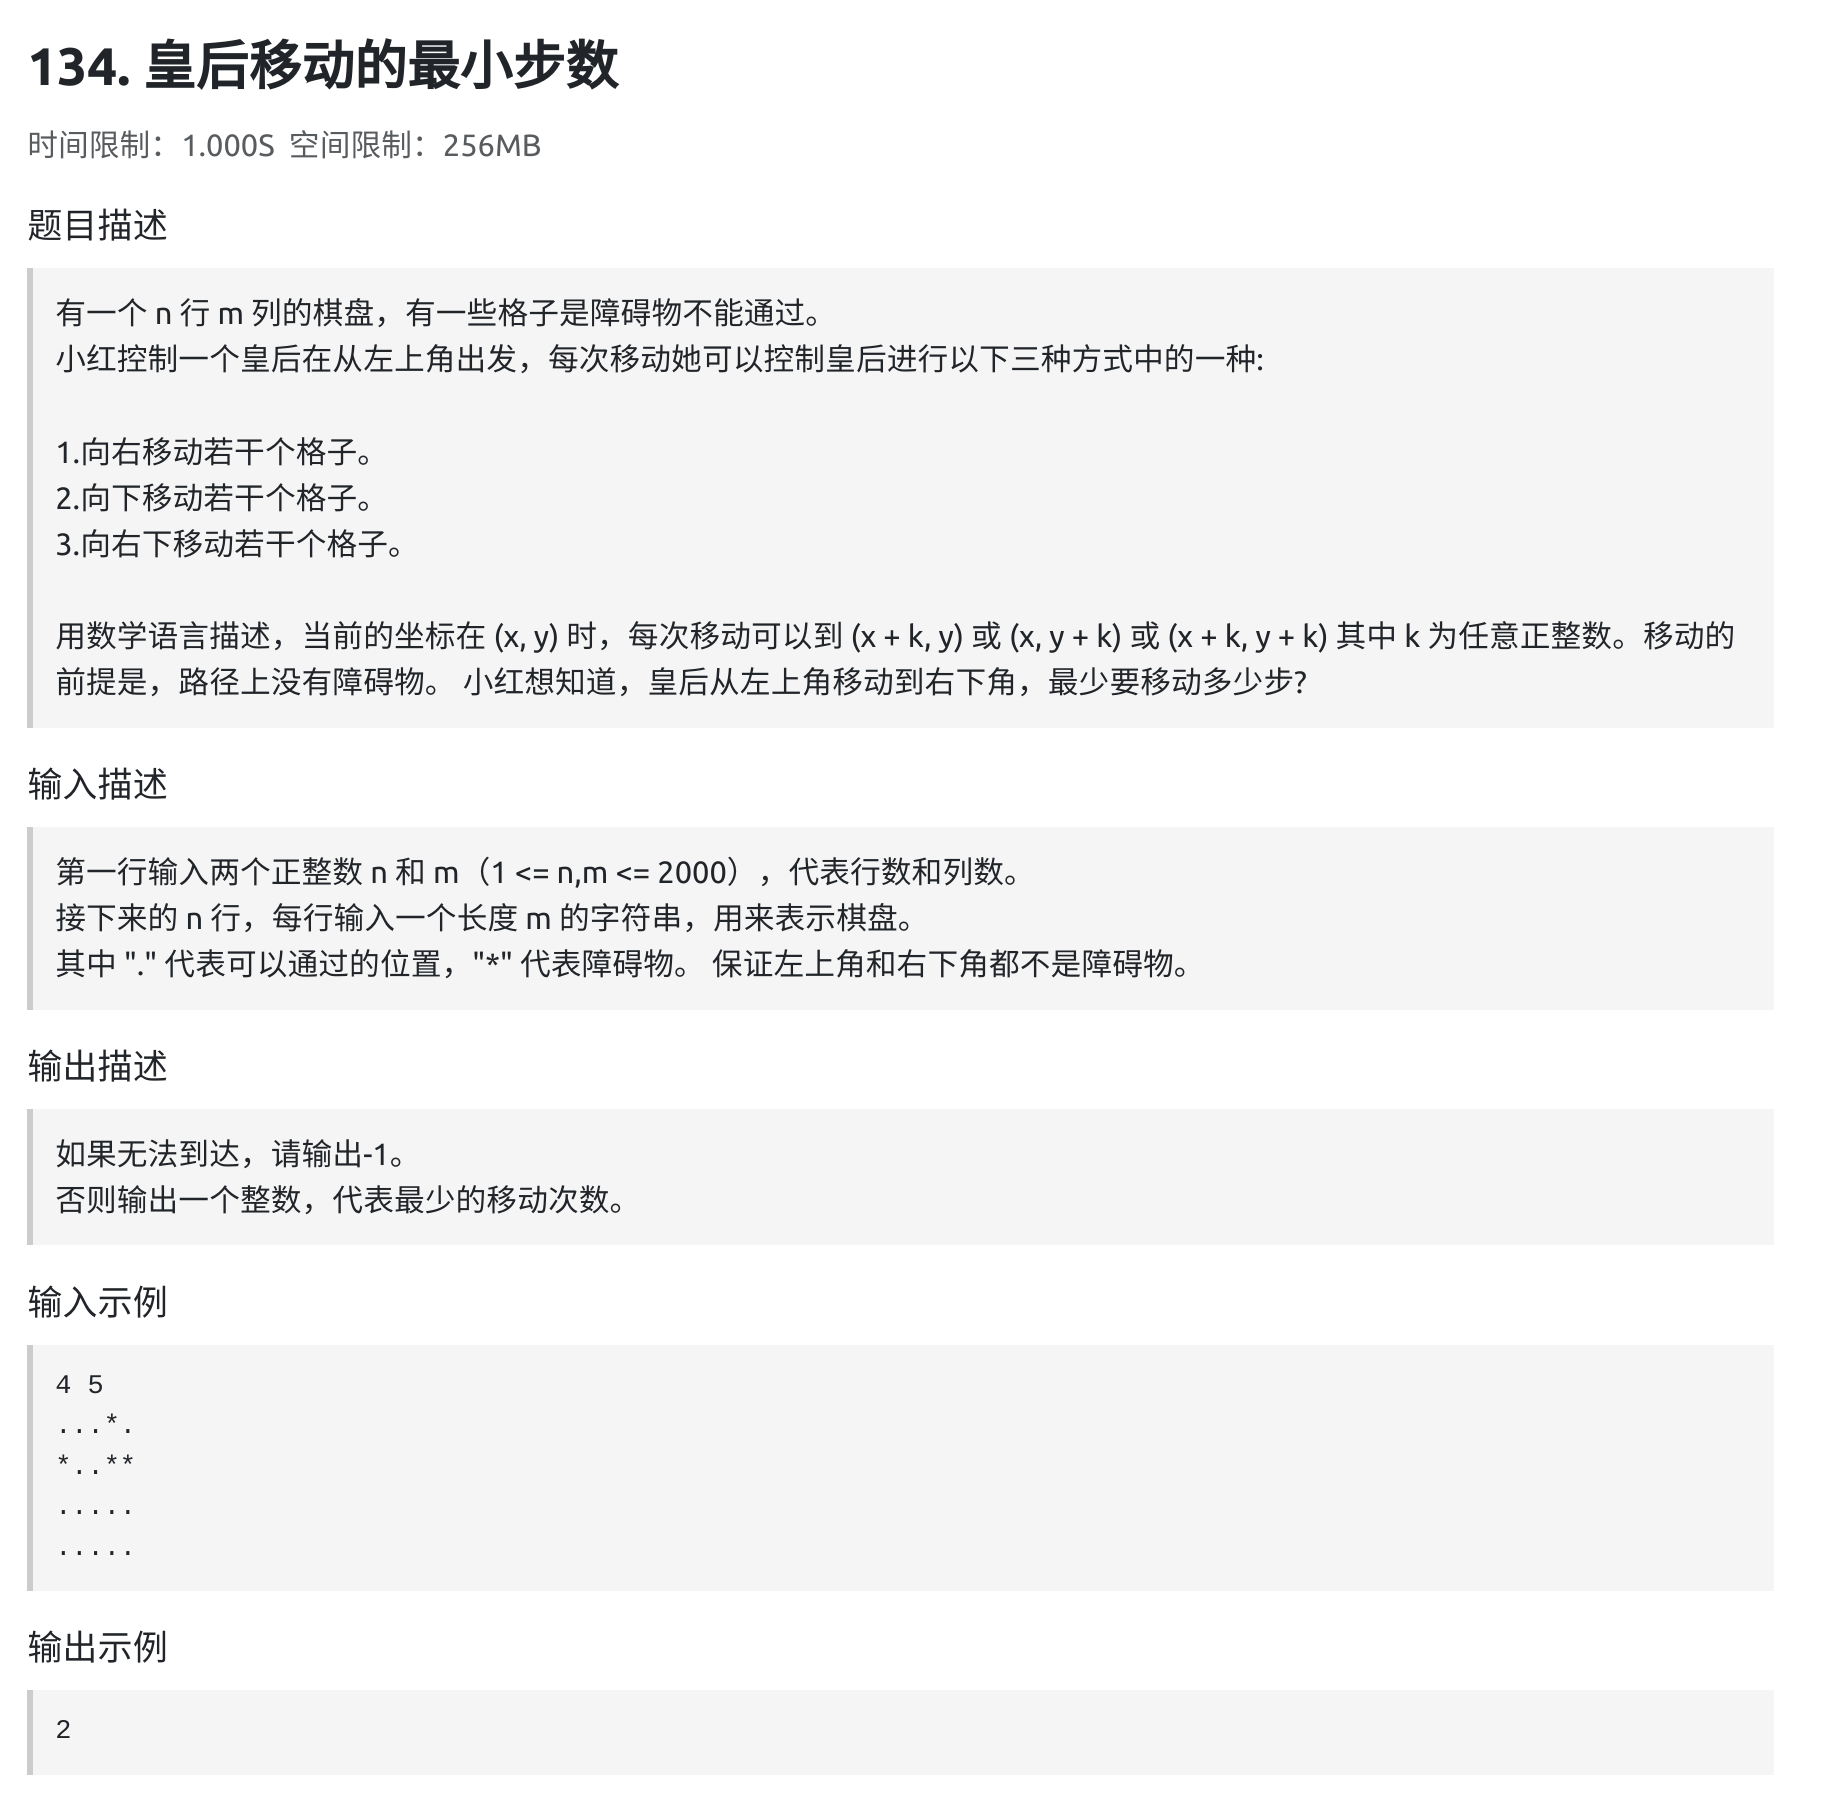 134. 皇后移动的最小步数
时间限制：1.000S 空间限制：256MB
题目描述
有一个 n 行 m 列的棋盘，有一些格子是障碍物不能通过。
小红控制一个皇后在从左上角出发，每次移动她可以控制皇后进行以下三种方式中的一种:
1.向右移动若干个格子。
2.向下移动若干个格子。
3.向右下移动若干个格子。
用数学语言描述，当前的坐标在 (x, y) 时，每次移动可以到 (x + k, y) 或 (x, y + k) 或 (x + k, y + k) 其中 k 为任意正整数。移动的
前提是，路径上没有障碍物。 小红想知道，皇后从左上角移动到右下角，最少要移动多少步?
输入描述
第一行输入两个正整数 n 和 m（1 <= n,m <= 2000），代表行数和列数。
接下来的 n 行，每行输入一个长度 m 的字符串，用来表示棋盘。
其中 "." 代表可以通过的位置，"*" 代表障碍物。 保证左上角和右下角都不是障碍物。
输出描述
如果无法到达，请输出-1。
否则输出一个整数，代表最少的移动次数。
输入示例
4 5
...*.
*..**
.....
.....
输出示例
2